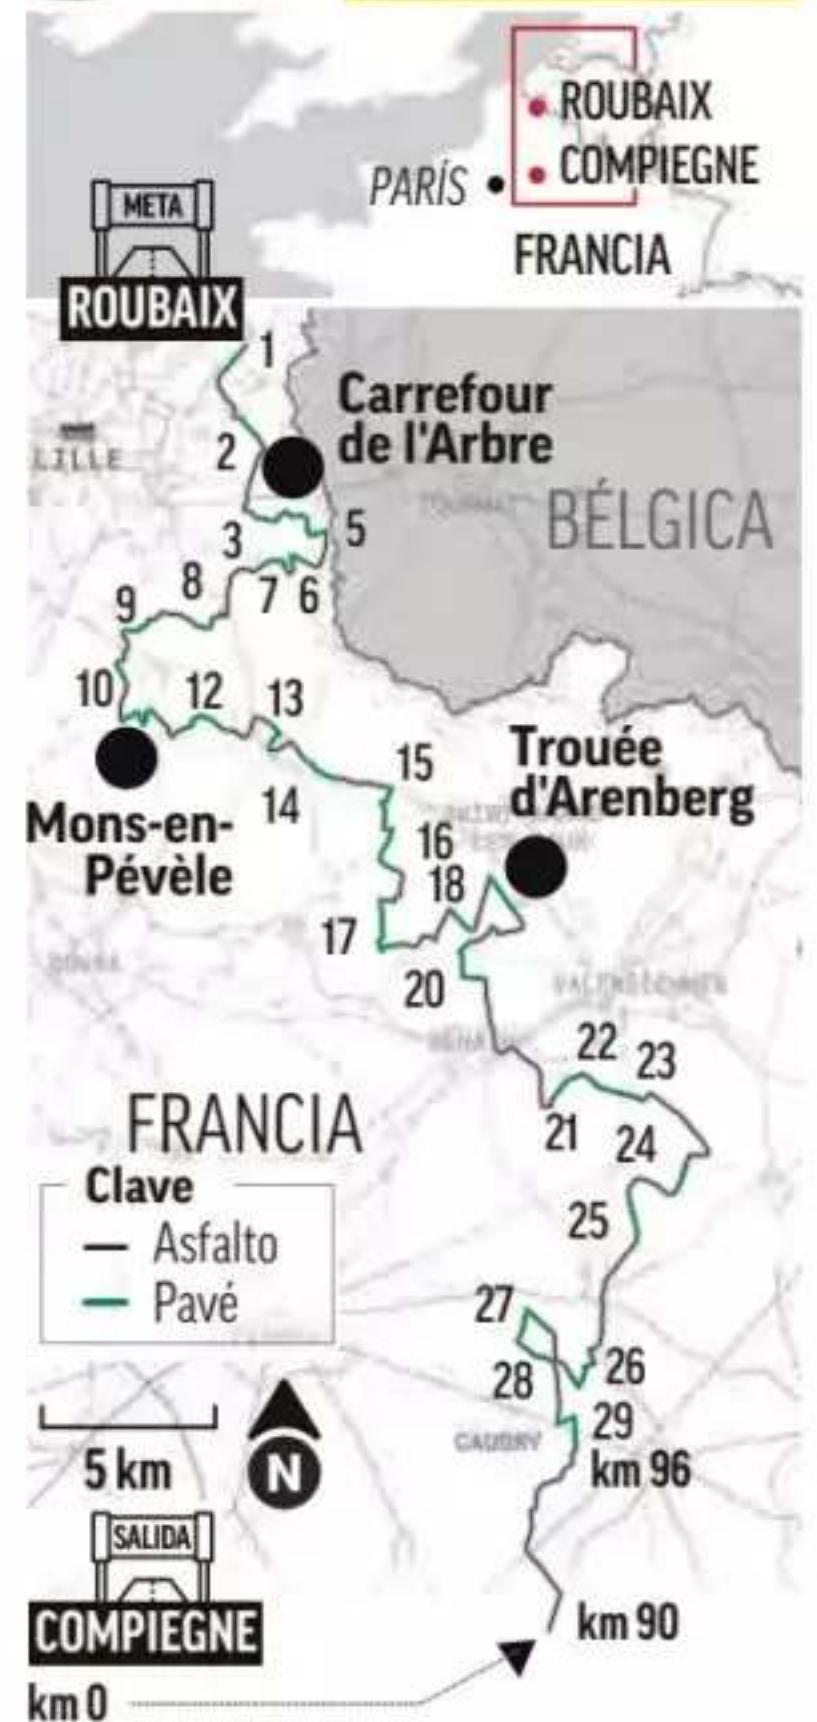 ROUBAIX
COMPIEGNE
PARÍS
FRANCIA
META
ROUBAIX
1
Carrefour
de l'Arbre
2
LILLE
BÉLGICA
3
5
8
7
6
9
10
12
13
Trouée
d'Arenberg
15
14
Mons-en-
Pévèle
16
18
17
20
VALENCIENNES
22
23
21
24
FRANCIA
Clave
Asfalto
Pavé
25
27
26
28
29
km 96
CAUDRY
5 km
N
SALIDA
COMPIEGNE
km 90
km 0